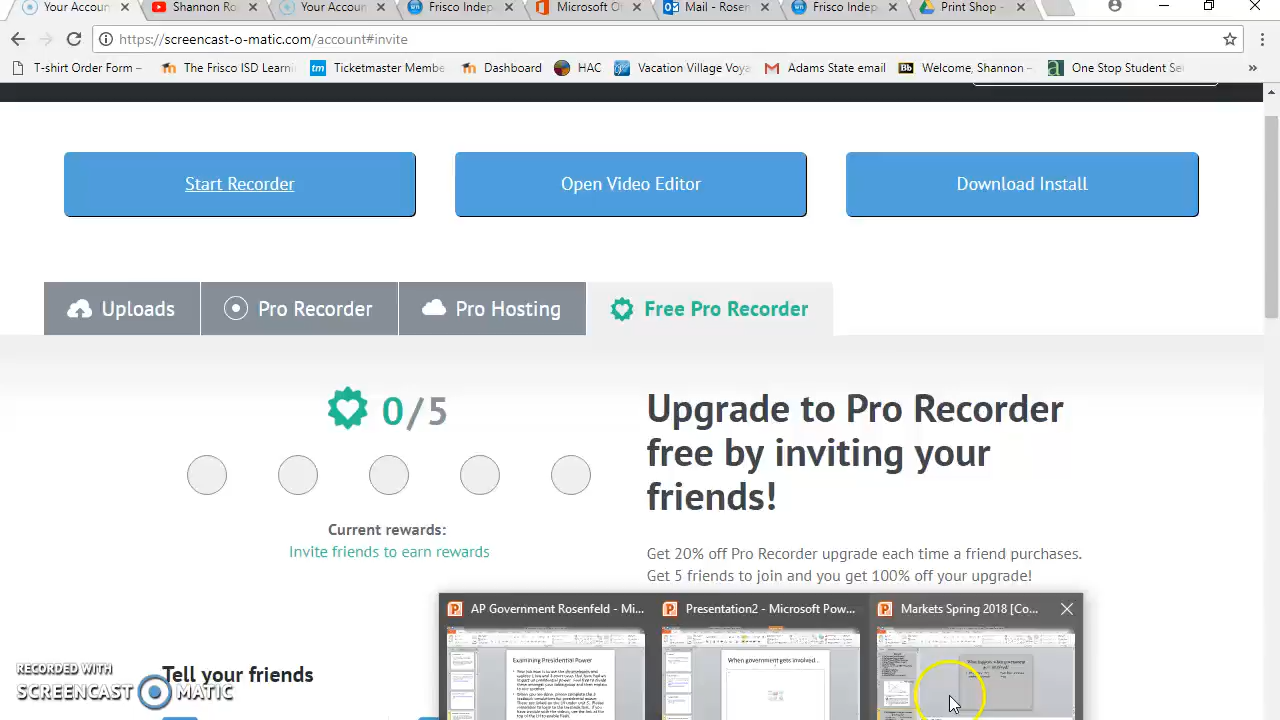 Your Accoun
Shannon Ro
Your Accoun
Frisco Indep
Microsoft Of
Mail - Rosen
Frisco Indep
Print Shop -
https://screencast-o-matic.com/account#invite
T-shirt Order Form –
The Frisco ISD Learni
tm
Ticketmaster Membe
Dashboard
HAC
Vacation Village Voya
Adams State email
Bb
Welcome, Shannon –
One Stop Student Se
»
Start Recorder
Open Video Editor
Download Install
Uploads
Pro Recorder
Pro Hosting
Free Pro Recorder
0/5
Upgrade to Pro Recorder
free by inviting your
friends!
Current rewards:
Invite friends to earn rewards
Get 20% off Pro Recorder upgrade each time a friend purchases.
Get 5 friends to join and you get 100% off your upgrade!
AP Government Rosenfeld - Mi...
Presentation2 - Microsoft Pow...
Markets Spring 2018 [Co...
Examining Presidential Power
When government gets involved...
RECORDED WITH
SCREENCAST MATIC
Tell your friends